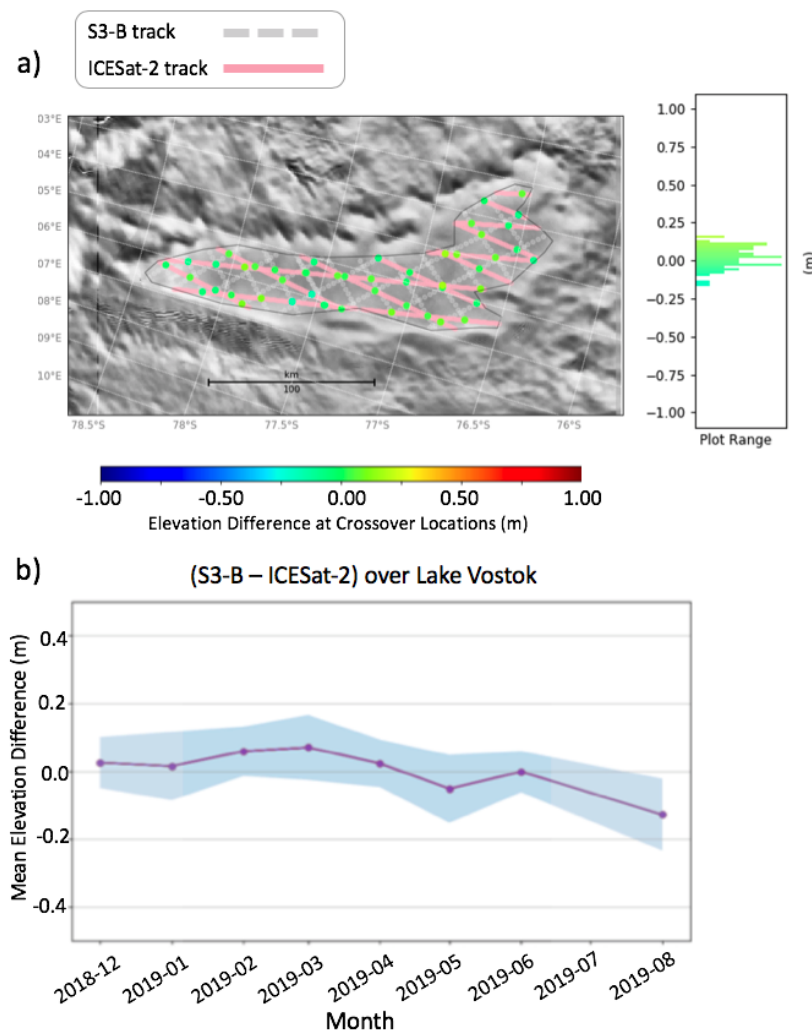 S3-B track
ICESat-2 track
a)
03°E
04°E
05°E
06°E
07°E
08°E
09°E
10°E
km
100
78.5°S
78°S
77.5°S
77°S
76.5°S
76°S
1.00
0.75
0.50
0.25
0.00
−0.25
−0.50
−0.75
−1.00
(m)
Plot Range
-1.00
-0.50
0.00
0.50
1.00
Elevation Difference at Crossover Locations (m)
b)
(S3-B – ICESat-2) over Lake Vostok
Mean Elevation Difference (m)
0.4
0.2
0.0
-0.2
-0.4
2018-12
2019-01
2019-02
2019-03
2019-04
2019-05
2019-06
2019-07
2019-08
Month